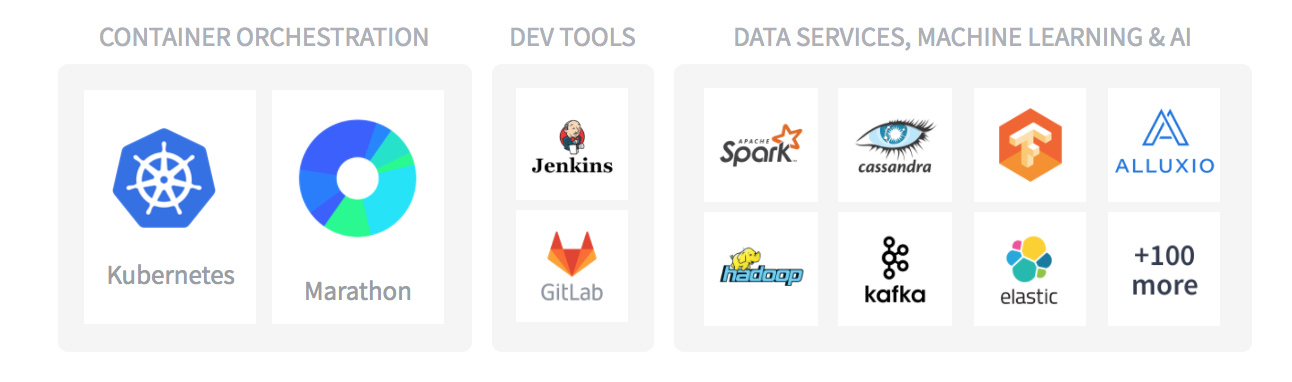 CONTAINER ORCHESTRATION
DEV TOOLS
DATA SERVICES, MACHINE LEARNING & AI
Kubernetes
Marathon
Jenkins
GitLab
APACHE
Spark™
cassandra
ALLUXIO
hadoop
kafka
elastic
+100
more